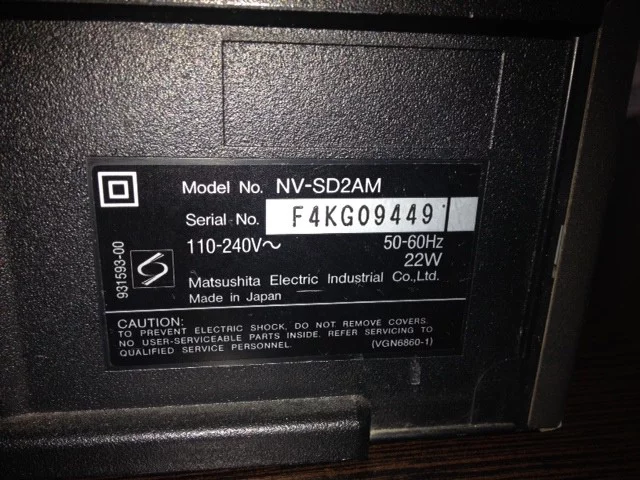 Model No. NV-SD2AM
Serial No. F4KG09449
110-240V∼ 50-60Hz
22W
931593-00
Matsushita Electric Industrial Co.,Ltd.
Made in Japan
CAUTION:
TO PREVENT ELECTRIC SHOCK, DO NOT REMOVE COVERS.
NO USER-SERVICEABLE PARTS INSIDE. REFER SERVICING TO
QUALIFIED SERVICE PERSONNEL. (VGN6860-1)